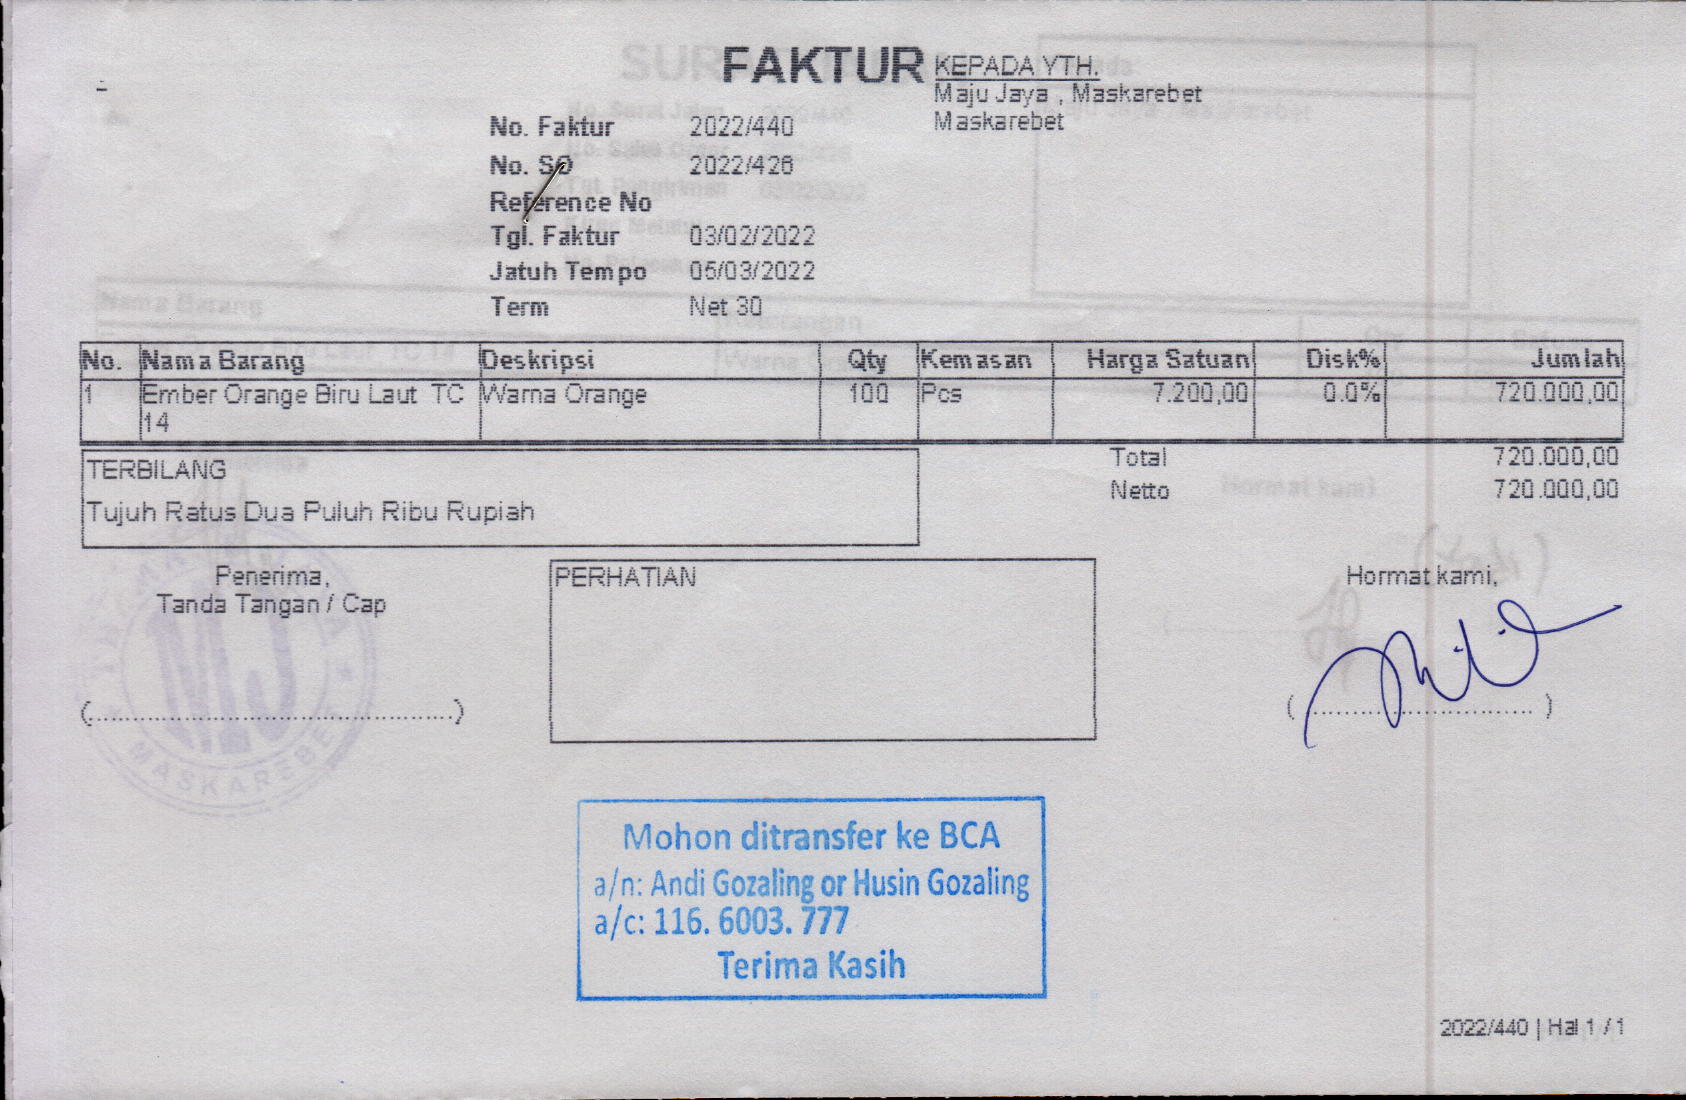 FAKTUR
KEPADA YTH.
Maju Jaya , Maskarebet
Maskarebet
No. Faktur 2022/440
No. SO 2022/426
Reference No
Tgl. Faktur 03/02/2022
Jatuh Tempo 05/03/2022
Term Net 30
No. Nama Barang Deskripsi Qty Kemasan Harga Satuan Disk% Jumlah
1 Ember Orange Biru Laut TC Warna Orange 100 Pcs 7.200,00 0.0% 720.000,00
14
Total 720.000,00
Netto 720.000,00
TERBILANG
Tujuh Ratus Dua Puluh Ribu Rupiah
Penerima,
Tanda Tangan / Cap
(..............................................)
PERHATIAN
Hormat kami,
( ................................ )
MASKAREBET
Mohon ditransfer ke BCA
a/n: Andi Gozaling or Husin Gozaling
a/c: 116. 6003. 777
Terima Kasih
2022/440 | Hal 1 / 1